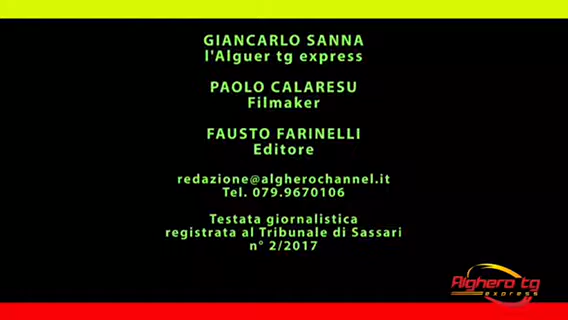 GIANCARLO SANNA
l'Alguer tg express
PAOLO CALARESU
Filmaker
FAUSTO FARINELLI
Editore
redazione@algherochannel.it
Tel. 079.9670106
Testata giornalistica
registrata al Tribunale di Sassari
n° 2/2017
Alghero tg
express